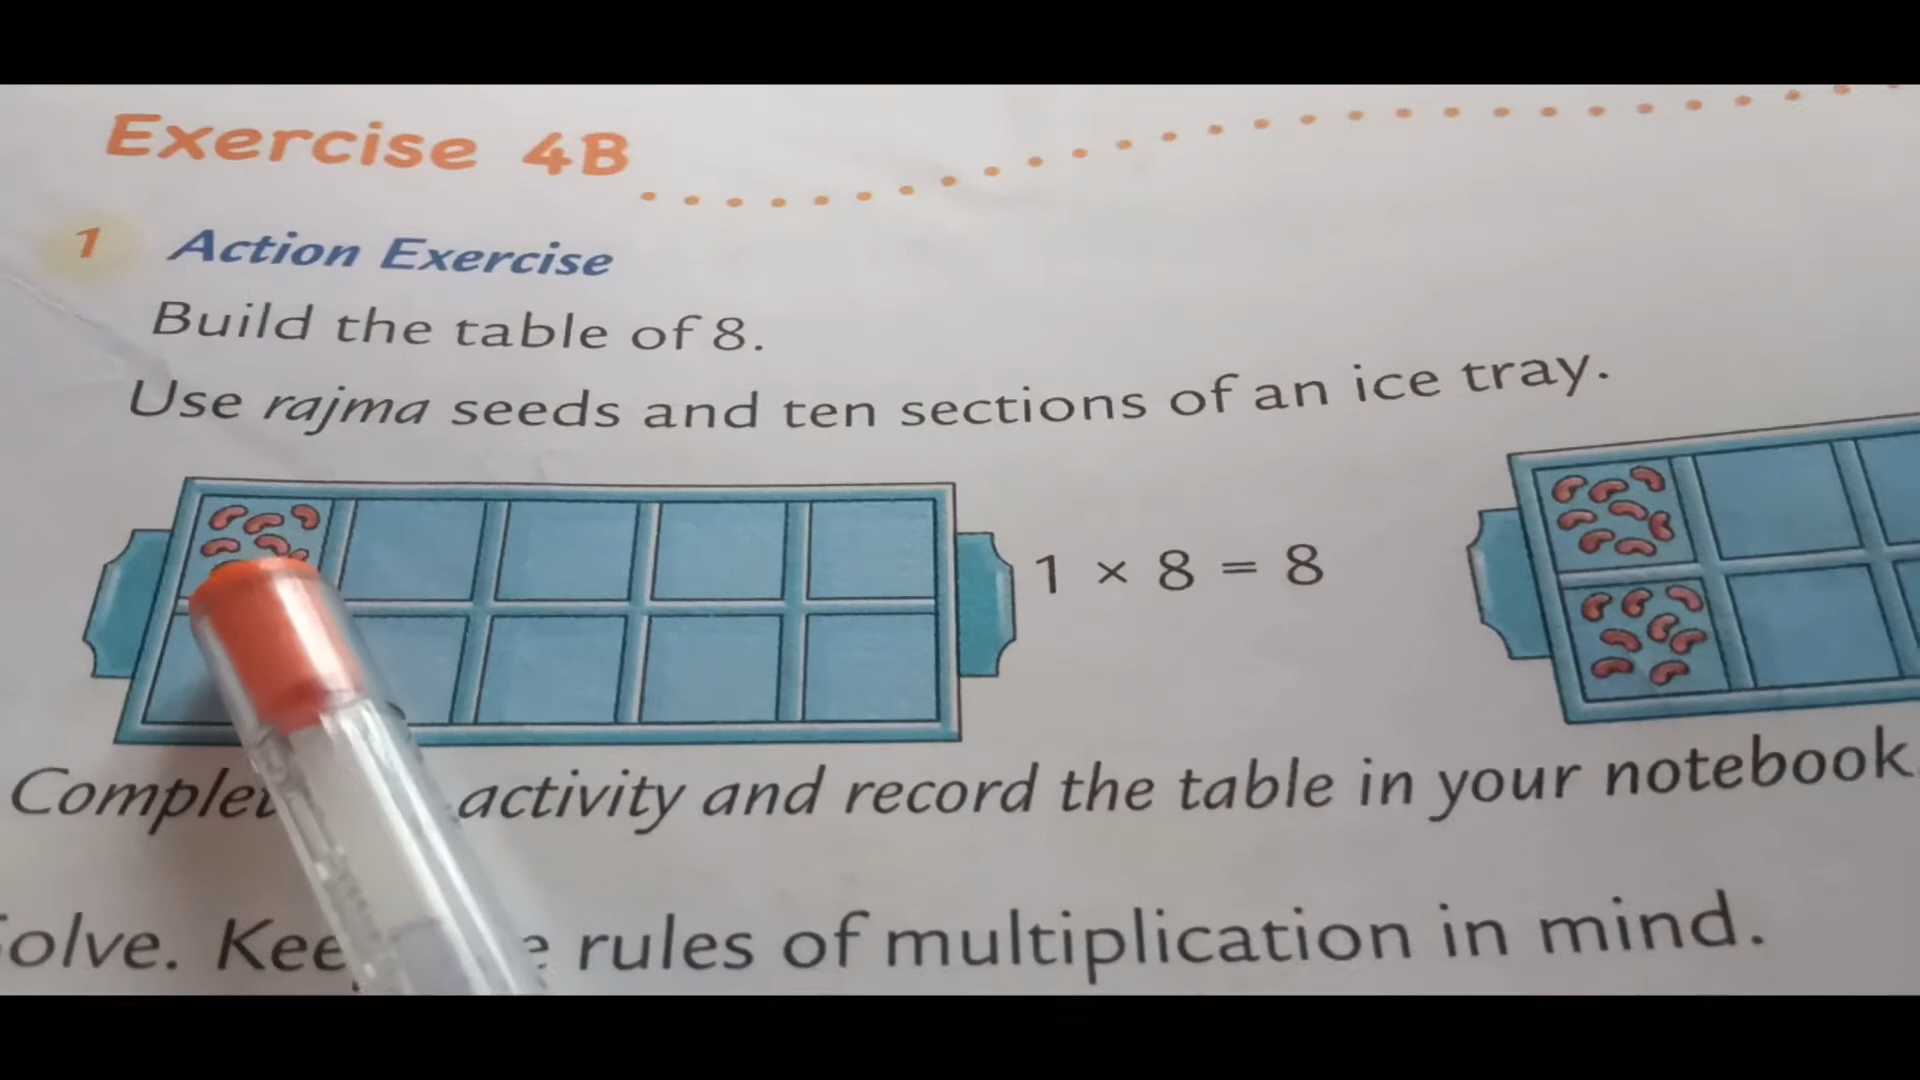 Exercise 4B
1 Action Exercise
Build the table of 8.
Use rajma seeds and ten sections of an ice tray.
1 × 8 = 8
activity and record the table in your notebook.
rules of multiplication in mind.